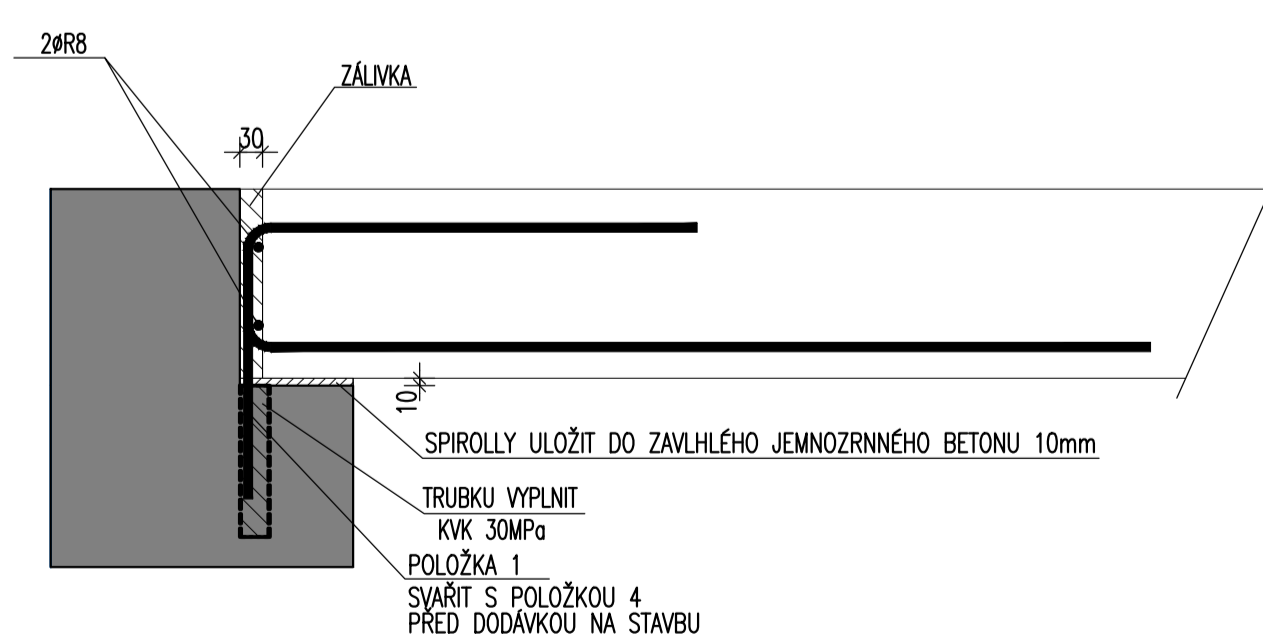 2øR8
ZÁLIVKA
30
10
SPIROLLY ULOŽIT DO ZAVLHLÉHO JEMNOZRNNÉHO BETONU 10mm
TRUBKU VYPLNIT
KVK 30MPa
POLOŽKA 1
SVAŘIT S POLOŽKOU 4
PŘED DODÁVKOU NA STAVBU